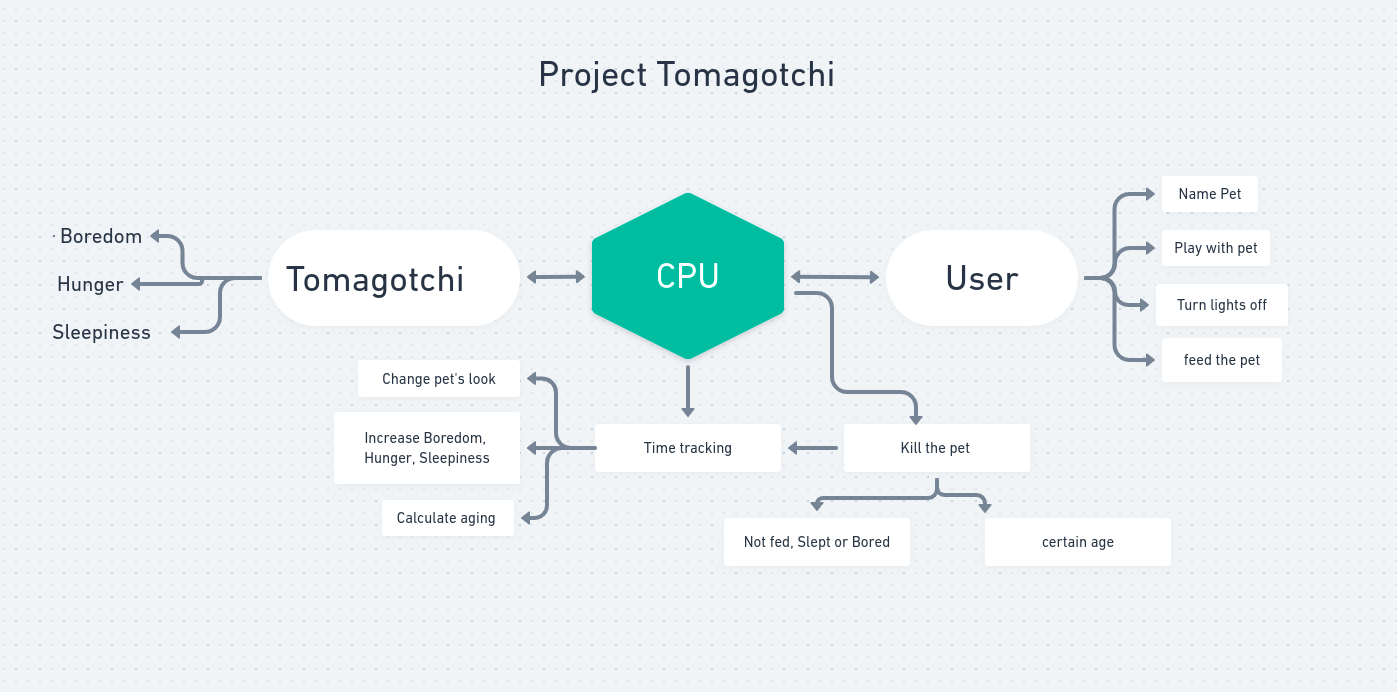 Project Tomagotchi
Boredom
Hunger
Sleepiness
Tomagotchi
CPU
User
Name Pet
Play with pet
Turn lights off
feed the pet
Change pet's look
Increase Boredom,
Hunger, Sleepiness
Calculate aging
Time tracking
Kill the pet
Not fed, Slept or Bored
certain age